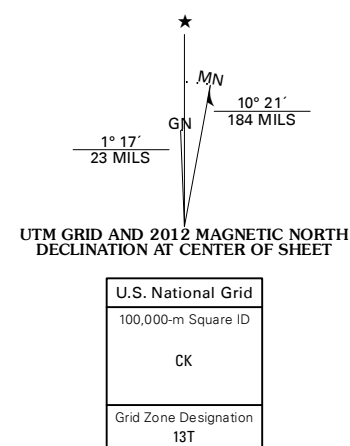 ★
MN
10° 21´
184 MILS
GN
1° 17´
23 MILS
UTM GRID AND 2012 MAGNETIC NORTH
DECLINATION AT CENTER OF SHEET
U.S. National Grid
100,000-m Square ID
CK
Grid Zone Designation
13T